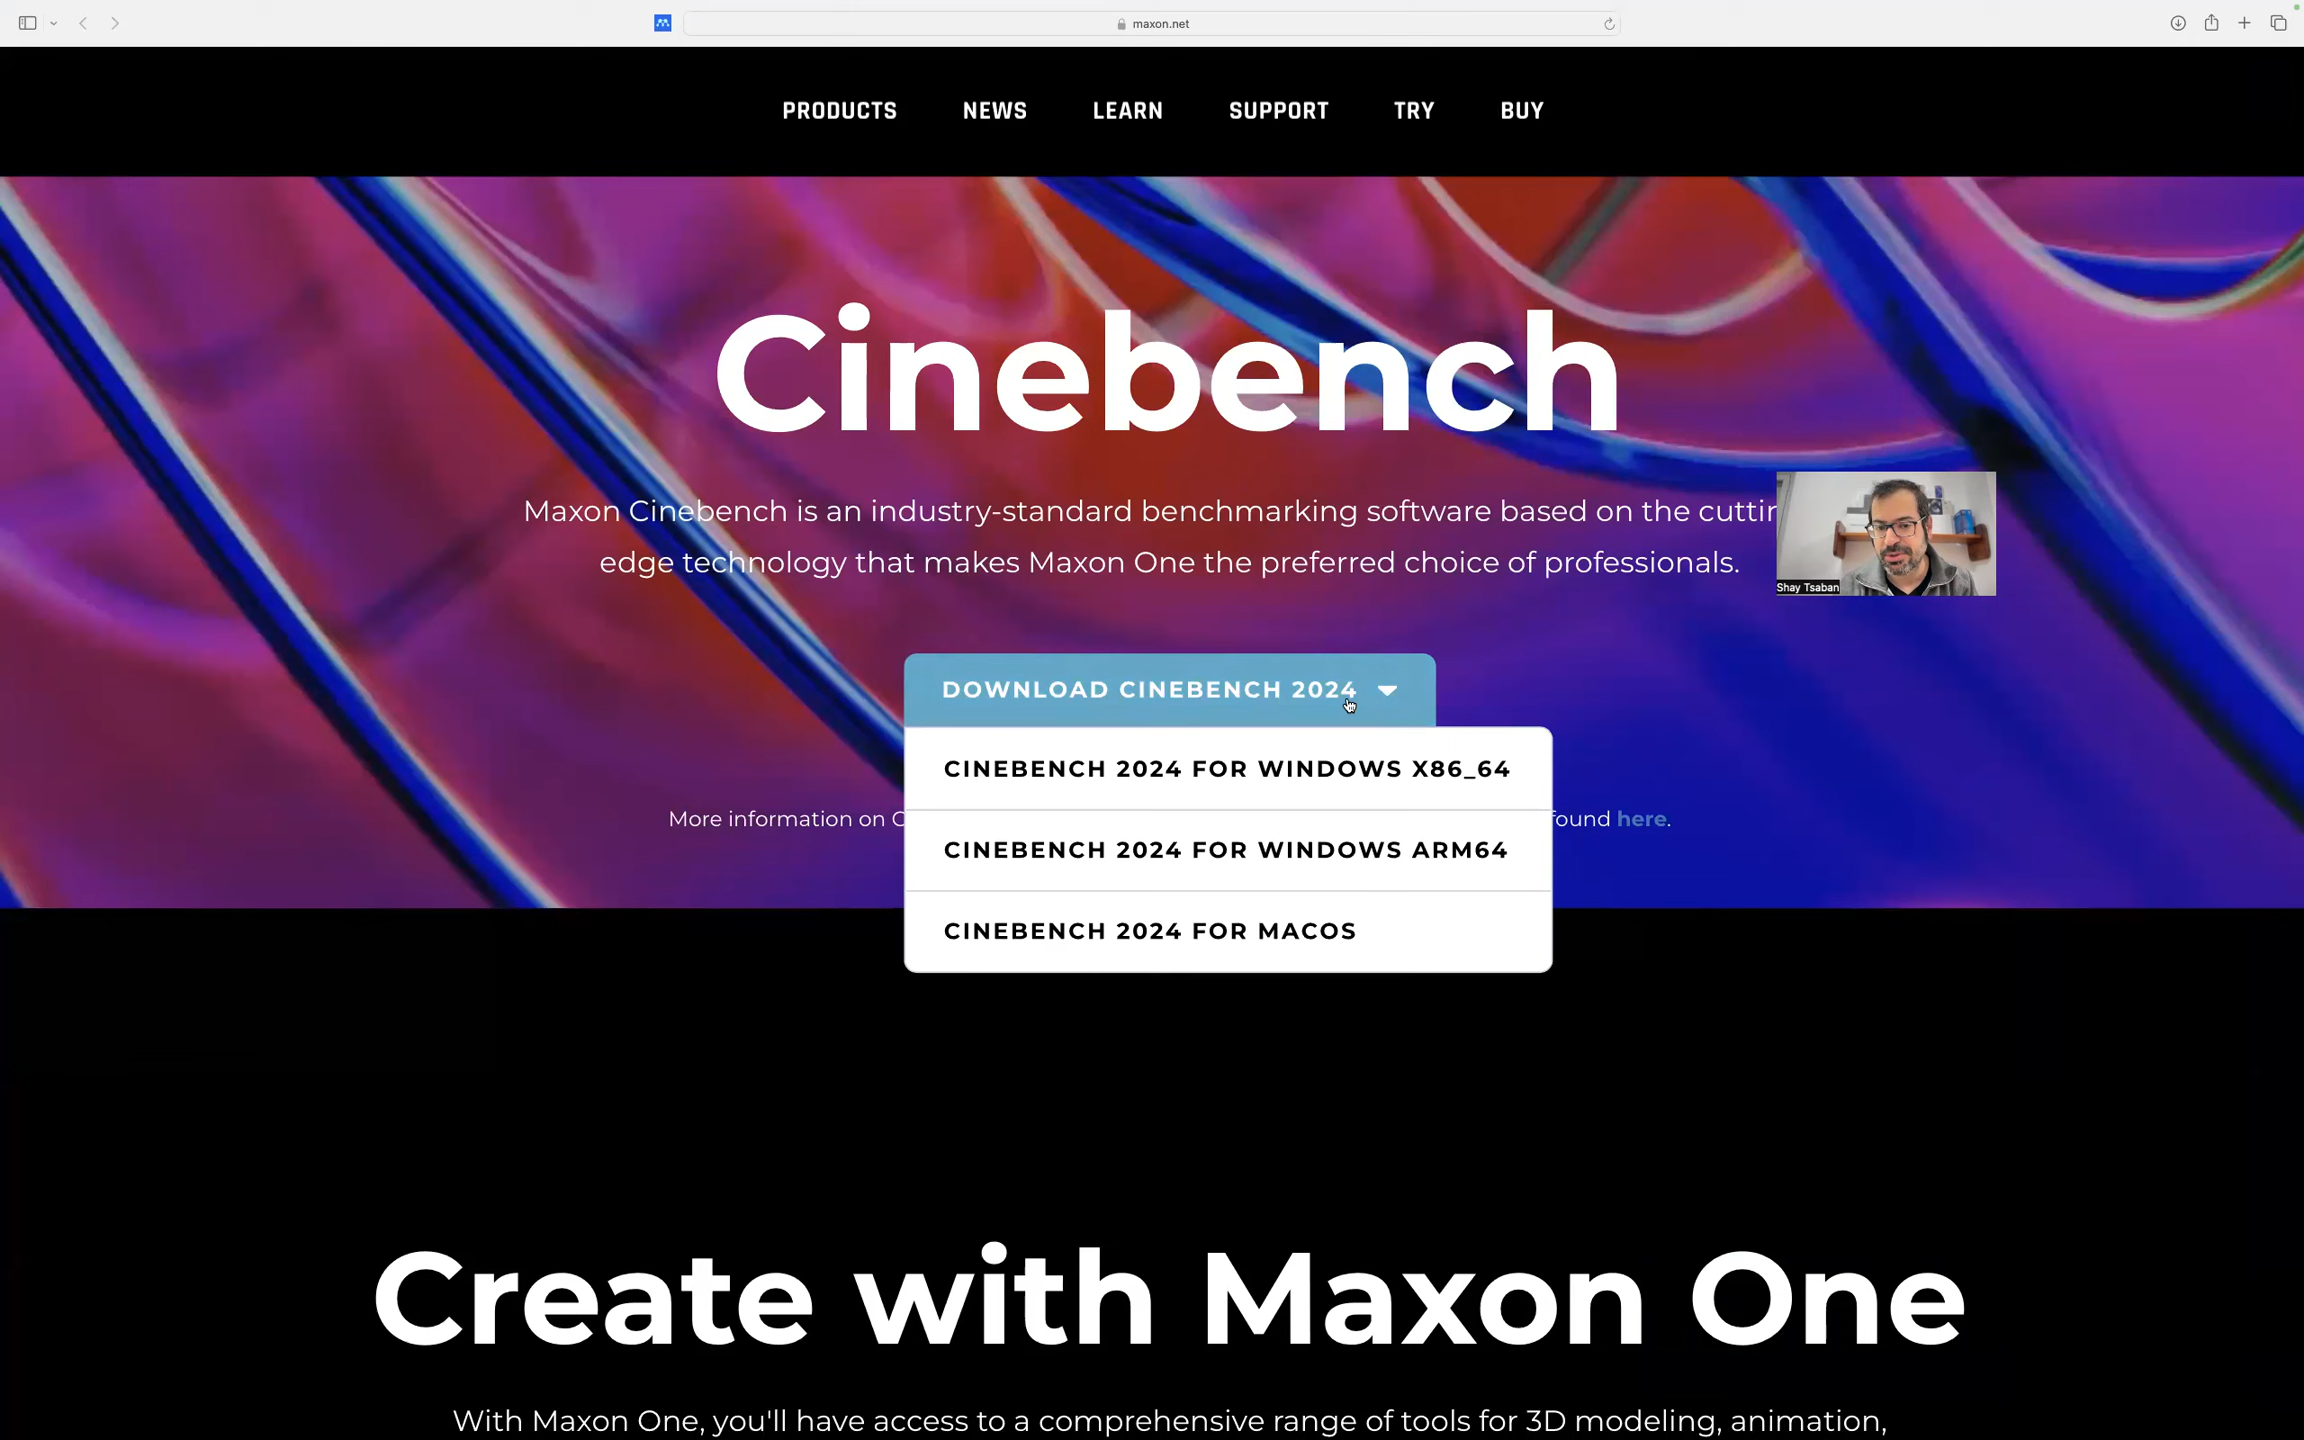 maxon.net
PRODUCTS NEWS LEARN SUPPORT TRY BUY
Cinebench
Maxon Cinebench is an industry-standard benchmarking software based on the
edge technology that makes Maxon One the preferred choice of professionals.
Shay Tsaban
DOWNLOAD CINEBENCH 2024
CINEBENCH 2024 FOR WINDOWS X86_64
More information on found here.
CINEBENCH 2024 FOR WINDOWS ARM64
CINEBENCH 2024 FOR MACOS
Create with Maxon One
With Maxon One, you'll have access to a comprehensive range of tools for 3D modeling, animation,